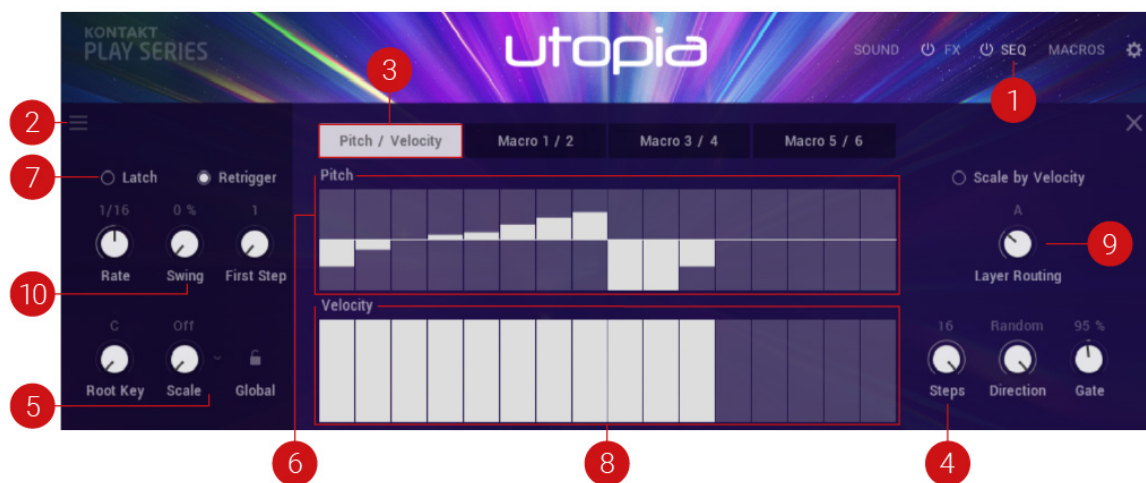 KONTAKT
PLAY SERIES
utopia
SOUND FX SEQ MACROS
3
1
2
Pitch / Velocity Macro 1 / 2 Macro 3 / 4 Macro 5 / 6
7
Latch Retrigger
Pitch
Scale by Velocity
1/16 0 % 1
A
6
9
Rate Swing First Step
Layer Routing
10
Velocity
C Off
16 Random 95 %
Root Key Scale Global
Steps Direction Gate
5
6
8
4